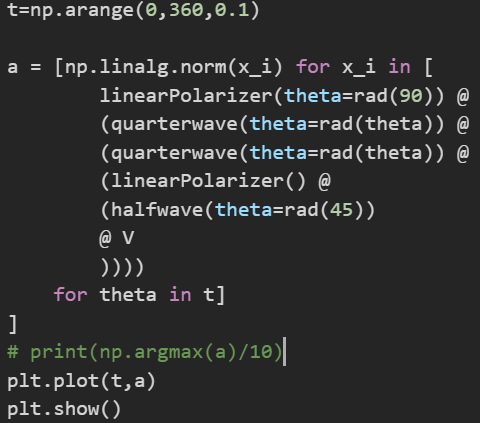 t=np.arange(0,360,0.1)

a = [np.linalg.norm(x_i) for x_i in [
        linearPolarizer(theta=rad(90)) @
        (quarterwave(theta=rad(theta)) @
        (quarterwave(theta=rad(theta)) @
        (linearPolarizer() @
        (halfwave(theta=rad(45))
        @ V
        ))))
    for theta in t]
]
# print(np.argmax(a)/10)
plt.plot(t,a)
plt.show()